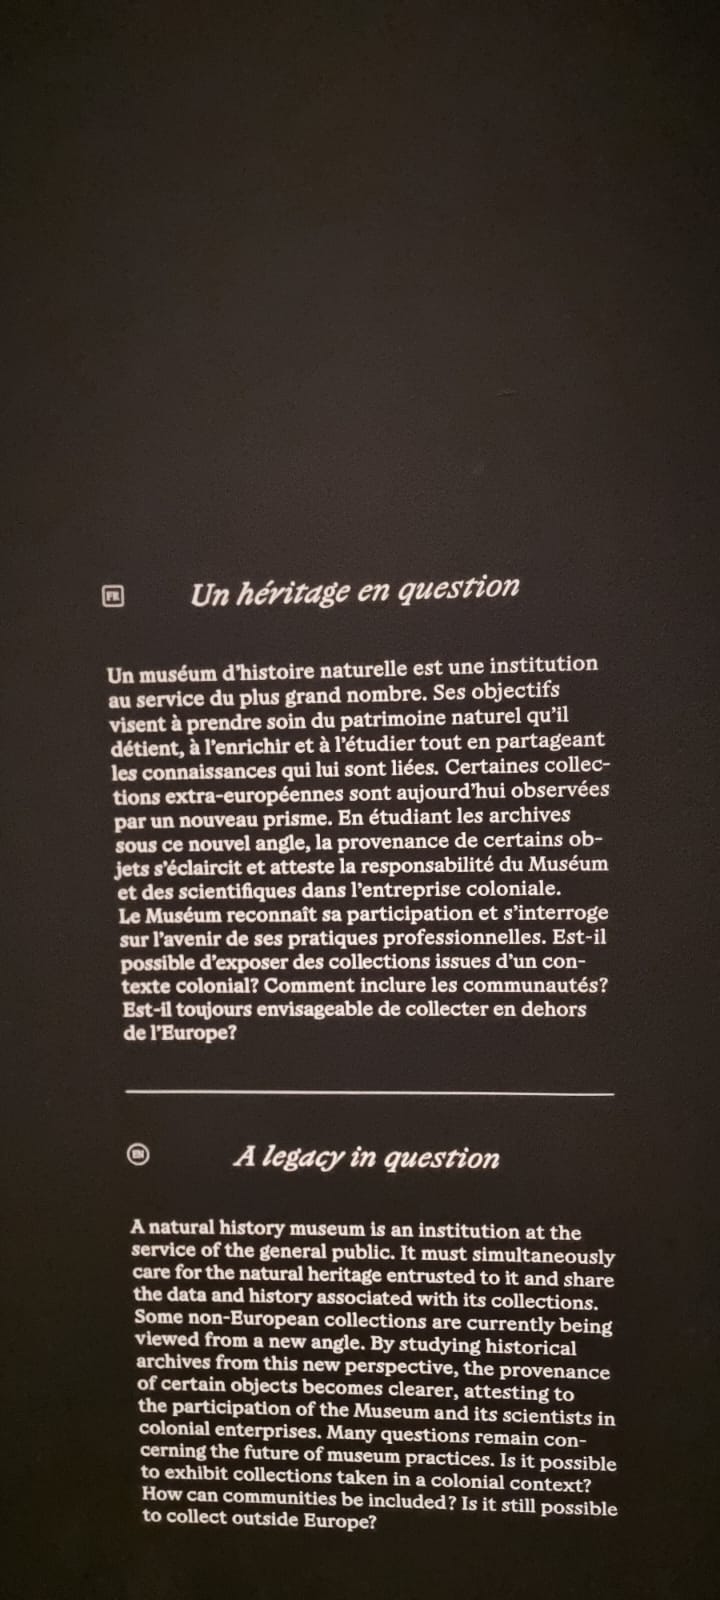 FR
Un héritage en question
Un muséum d'histoire naturelle est une institution
au service du plus grand nombre. Ses objectifs
visent à prendre soin du patrimoine naturel qu'il
détient, à l'enrichir et à l'étudier tout en partageant
les connaissances qui lui sont liées. Certaines collec-
tions extra-européennes sont aujourd'hui observées
par un nouveau prisme. En étudiant les archives
sous ce nouvel angle, la provenance de certains ob-
jets s'éclaircit et atteste la responsabilité du Muséum
et des scientifiques dans l'entreprise coloniale.
Le Muséum reconnaît sa participation et s'interroge
sur l'avenir de ses pratiques professionnelles. Est-il
possible d'exposer des collections issues d'un con-
texte colonial? Comment inclure les communautés?
Est-il toujours envisageable de collecter en dehors
de l'Europe?
EN
A legacy in question
A natural history museum is an institution at the
service of the general public. It must simultaneously
care for the natural heritage entrusted to it and share
the data and history associated with its collections.
Some non-European collections are currently being
viewed from a new angle. By studying historical
archives from this new perspective, the provenance
of certain objects becomes clearer, attesting to
the participation of the Museum and its scientists in
colonial enterprises. Many questions remain con-
cerning the future of museum practices. Is it possible
to exhibit collections taken in a colonial context?
How can communities be included? Is it still possible
to collect outside Europe?